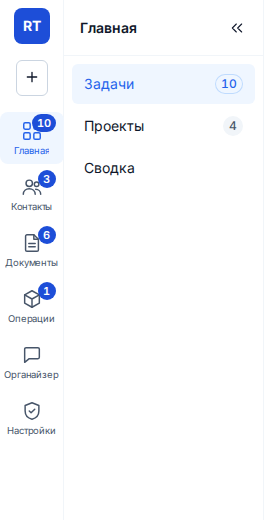 RT
+
10
Главная
3
Контакты
6
Документы
1
Операции
Органайзер
Настройки
Главная
Задачи 10
Проекты 4
Сводка